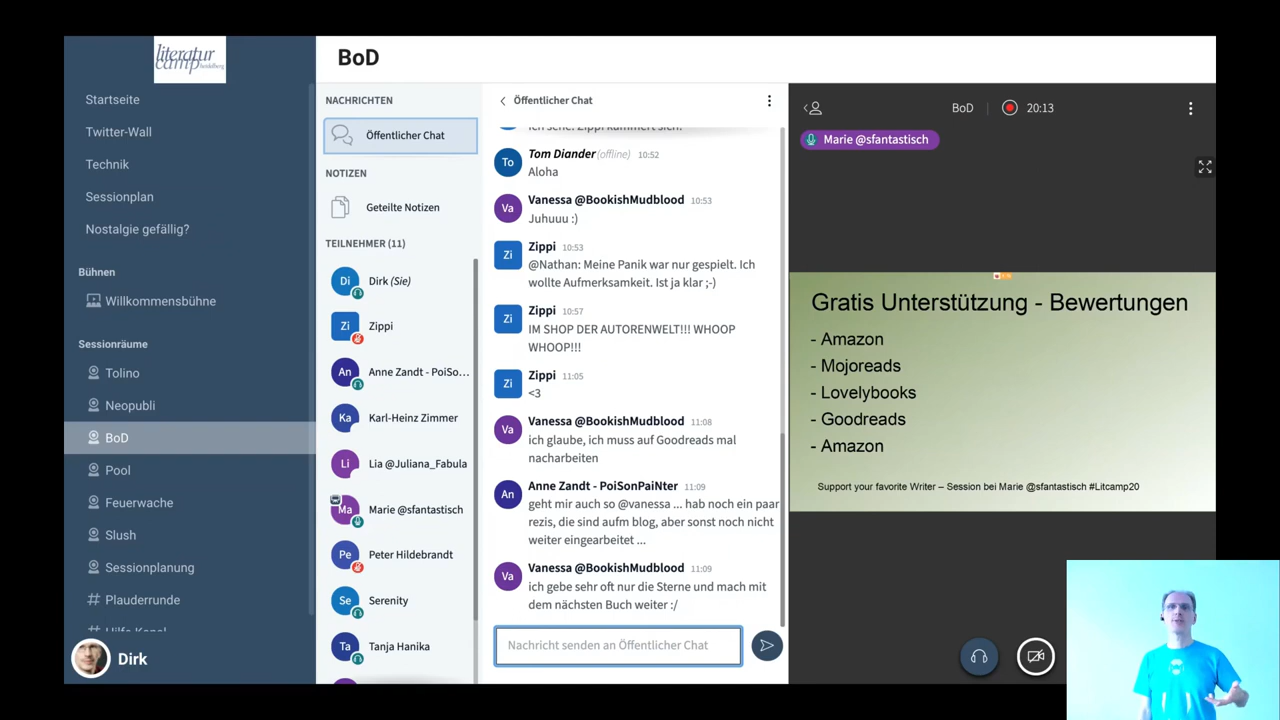 literatur
camp heidelberg
Startseite
Twitter-Wall
Technik
Sessionplan
Nostalgie gefällig?
Bühnen
Willkommensbühne
Sessionräume
Tolino
Neopubli
BoD
Pool
Feuerwache
Slush
Sessionplanung
# Plauderrunde
# Hilfe Kanal
Dirk
BoD
NACHRICHTEN
Öffentlicher Chat
NOTIZEN
Geteilte Notizen
TEILNEHMER (11)
Di Dirk (Sie)
Zi Zippi
An Anne Zandt - PoiSo...
Ka Karl-Heinz Zimmer
Li Lia @Juliana_Fabula
Ma Marie @sfantastisch
Pe Peter Hildebrandt
Se Serenity
Ta Tanja Hanika
Öffentlicher Chat
Ich sehe. Zippi kümmert sich.
To Tom Diander (offline) 10:52
Aloha
Va Vanessa @BookishMudblood 10:53
Juhuuu :)
Zi Zippi 10:53
@Nathan: Meine Panik war nur gespielt. Ich
wollte Aufmerksamkeit. Ist ja klar ;-)
Zi Zippi 10:57
IM SHOP DER AUTORENWELT!!! WHOOP
WHOOP!!!
Zi Zippi 11:05
<3
Va Vanessa @BookishMudblood 11:08
ich glaube, ich muss auf Goodreads mal
nacharbeiten
An Anne Zandt - PoiSonPaiNter 11:09
geht mir auch so @vanessa ... hab noch ein paar
rezis, die sind aufm blog, aber sonst noch nicht
weiter eingearbeitet ...
Va Vanessa @BookishMudblood 11:09
ich gebe sehr oft nur die Sterne und mach mit
dem nächsten Buch weiter :/
Nachricht senden an Öffentlicher Chat
BoD 20:13
Marie @sfantastisch
Gratis Unterstützung - Bewertungen
- Amazon
- Mojoreads
- Lovelybooks
- Goodreads
- Amazon
Support your favorite Writer – Session bei Marie @sfantastisch #Litcamp20